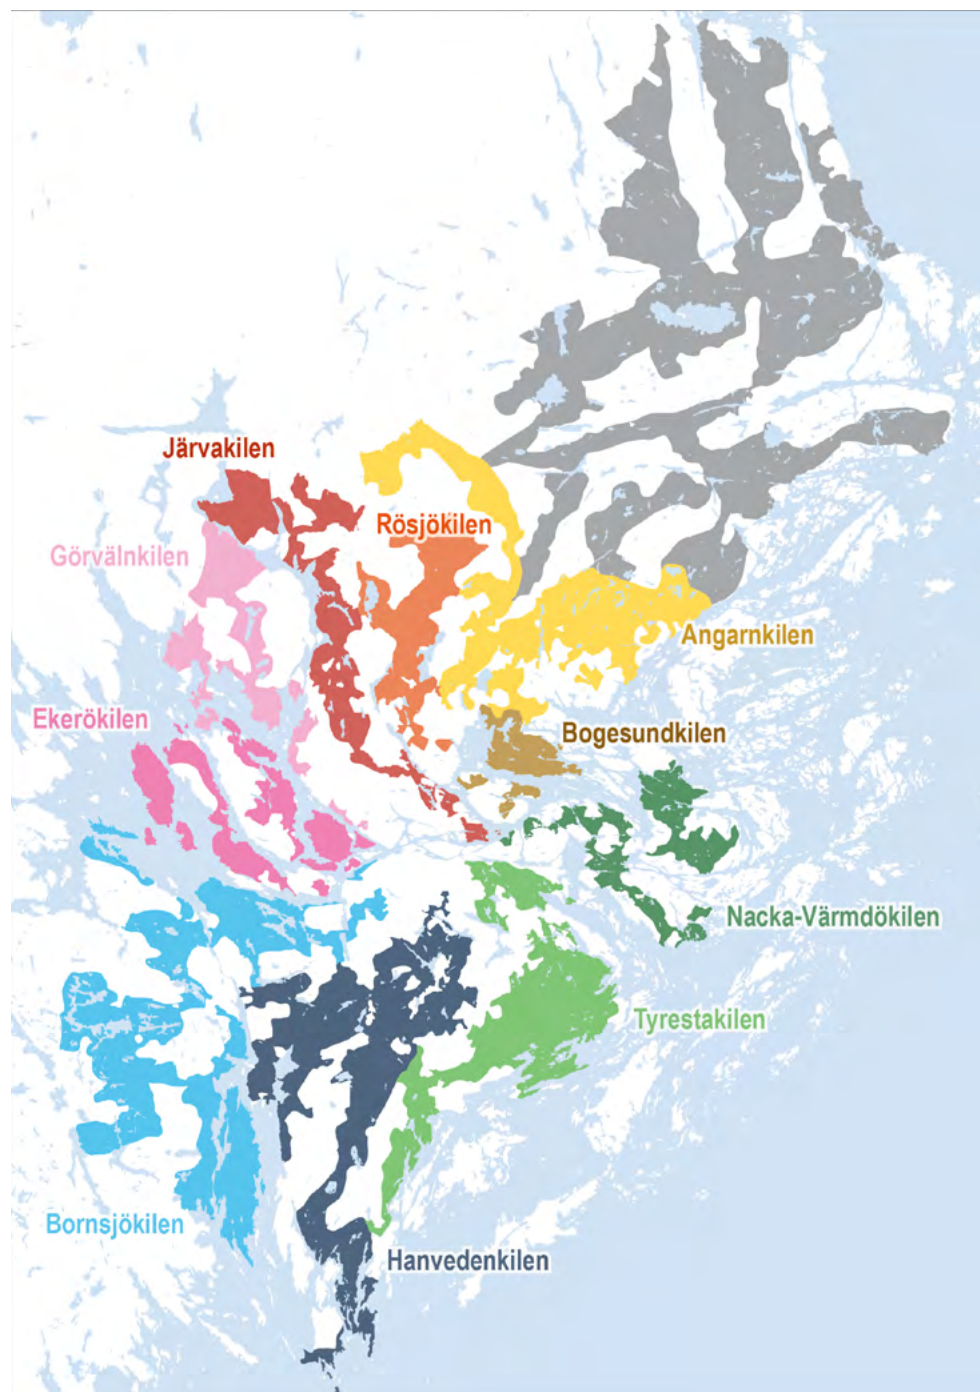 Järvakilen
Rösjökilen
Görvälnkilen
Angarnkilen
Ekerökilen
Bogesundkilen
Nacka-Värmdökilen
Tyrestakilen
Bornsjökilen
Hanvedenkilen